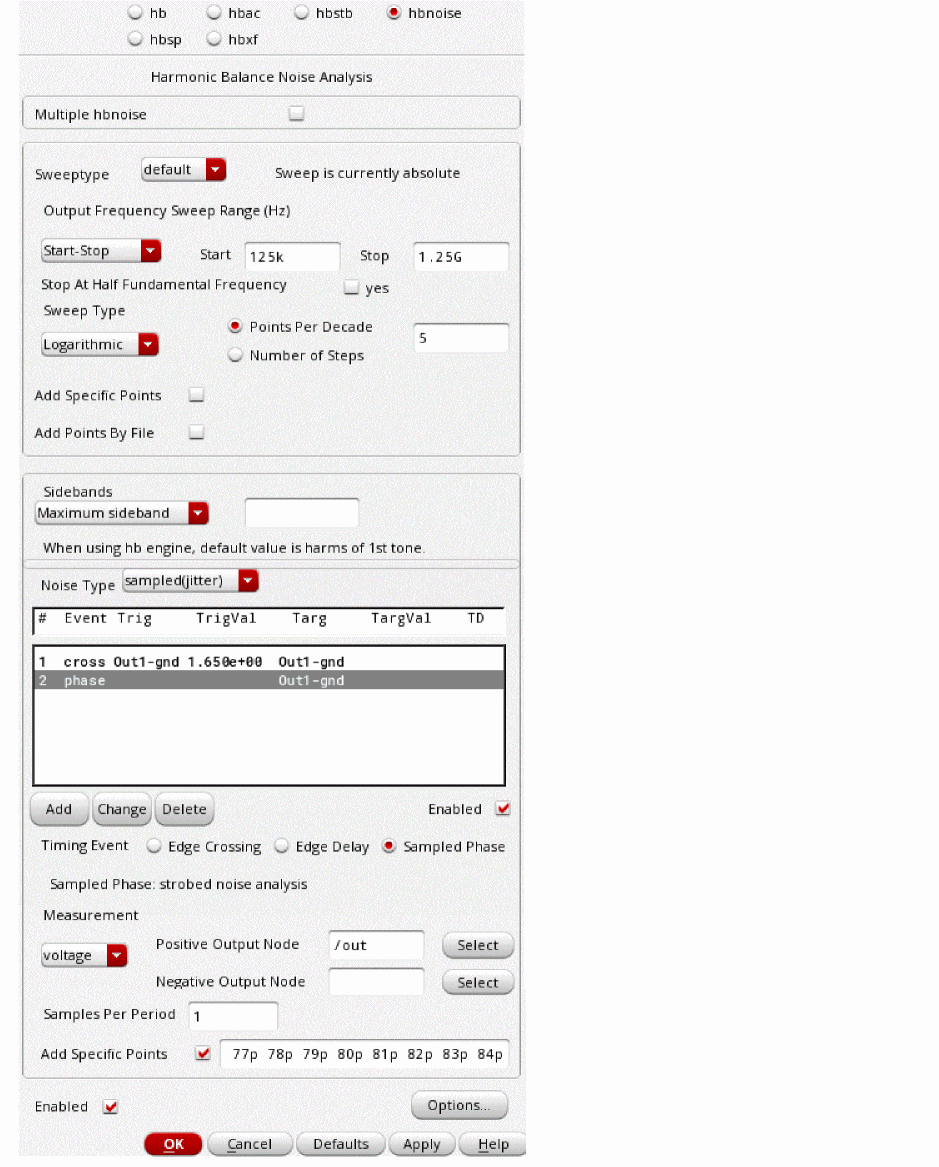 hb hbac hbstb hbnoise
hbsp hbxf
Harmonic Balance Noise Analysis
Multiple hbnoise
Sweeptype default Sweep is currently absolute
Output Frequency Sweep Range (Hz)
Start-Stop Start 125k Stop 1.25G
Stop At Half Fundamental Frequency yes
Sweep Type
Points Per Decade
Logarithmic 5
Number of Steps
Add Specific Points
Add Points By File
Sidebands
Maximum sideband
When using hb engine, default value is harms of 1st tone.
Noise Type sampled(jitter)
# Event Trig TrigVal Targ TargVal TD
1 cross Out1-gnd 1.650e+00 Out1-gnd
2 phase Out1-gnd
Add Change Delete Enabled
Timing Event Edge Crossing Edge Delay Sampled Phase
Sampled Phase: strobed noise analysis
Measurement
voltage Positive Output Node /out Select
Negative Output Node Select
Samples Per Period 1
Add Specific Points 77p 78p 79p 80p 81p 82p 83p 84p
Enabled Options...
OK Cancel Defaults Apply Help